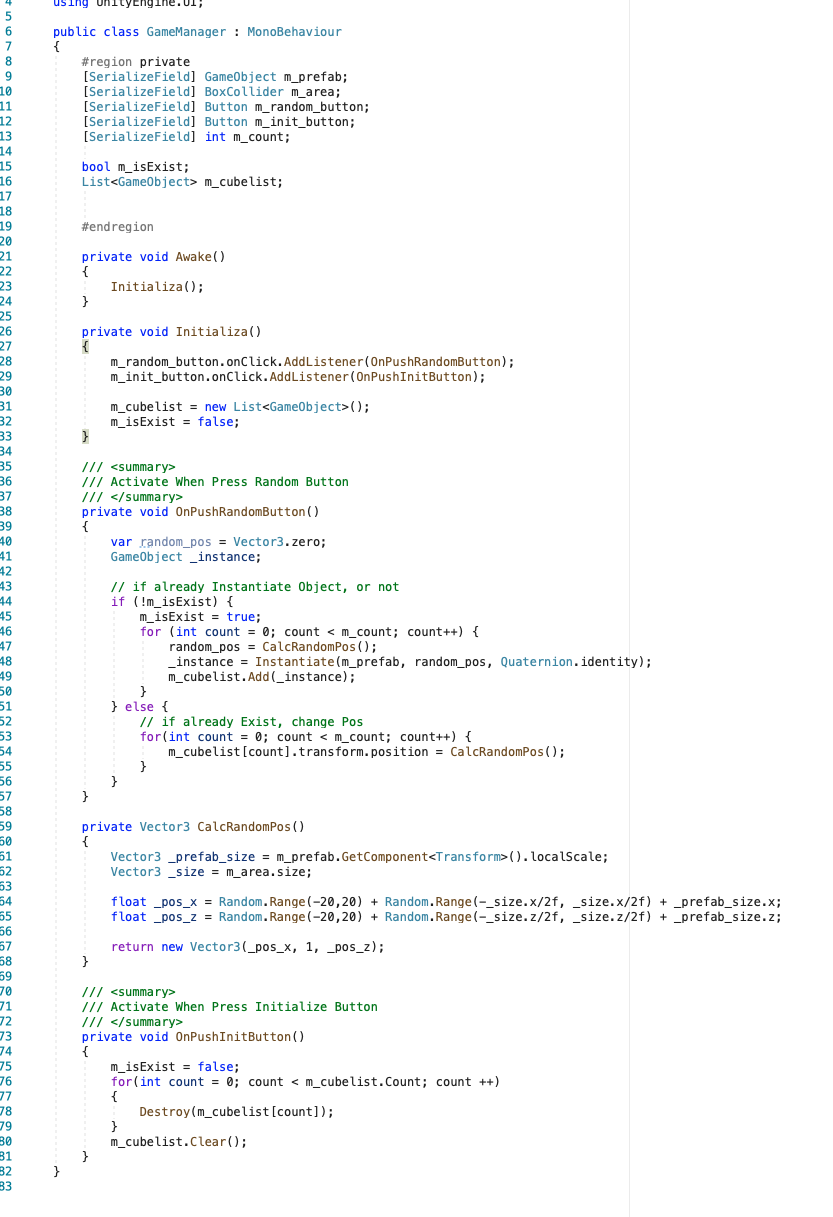 4 using UnityEngine.UI;
5
6 public class GameManager : MonoBehaviour
7 {
8 #region private
9 [SerializeField] GameObject m_prefab;
10 [SerializeField] BoxCollider m_area;
11 [SerializeField] Button m_random_button;
12 [SerializeField] Button m_init_button;
13 [SerializeField] int m_count;
14
15 bool m_isExist;
16 List<GameObject> m_cubelist;
17
18
19 #endregion
20
21 private void Awake()
22 {
23 Initializa();
24 }
25
26 private void Initializa()
27 {
28 m_random_button.onClick.AddListener(OnPushRandomButton);
29 m_init_button.onClick.AddListener(OnPushInitButton);
30
31 m_cubelist = new List<GameObject>();
32 m_isExist = false;
33 }
34
35 /// <summary>
36 /// Activate When Press Random Button
37 /// </summary>
38 private void OnPushRandomButton()
39 {
40 var random_pos = Vector3.zero;
41 GameObject _instance;
42
43 // if already Instantiate Object, or not
44 if (!m_isExist) {
45 m_isExist = true;
46 for (int count = 0; count < m_count; count++) {
47 random_pos = CalcRandomPos();
48 _instance = Instantiate(m_prefab, random_pos, Quaternion.identity);
49 m_cubelist.Add(_instance);
50 }
51 } else {
52 // if already Exist, change Pos
53 for(int count = 0; count < m_count; count++) {
54 m_cubelist[count].transform.position = CalcRandomPos();
55 }
56 }
57 }
58
59 private Vector3 CalcRandomPos()
60 {
61 Vector3 _prefab_size = m_prefab.GetComponent<Transform>().localScale;
62 Vector3 _size = m_area.size;
63
64 float _pos_x = Random.Range(-20,20) + Random.Range(-_size.x/2f, _size.x/2f) + _prefab_size.x;
65 float _pos_z = Random.Range(-20,20) + Random.Range(-_size.z/2f, _size.z/2f) + _prefab_size.z;
66
67 return new Vector3(_pos_x, 1, _pos_z);
68 }
69
70 /// <summary>
71 /// Activate When Press Initialize Button
72 /// </summary>
73 private void OnPushInitButton()
74 {
75 m_isExist = false;
76 for(int count = 0; count < m_cubelist.Count; count ++)
77 {
78 Destroy(m_cubelist[count]);
79 }
80 m_cubelist.Clear();
81 }
82 }
83